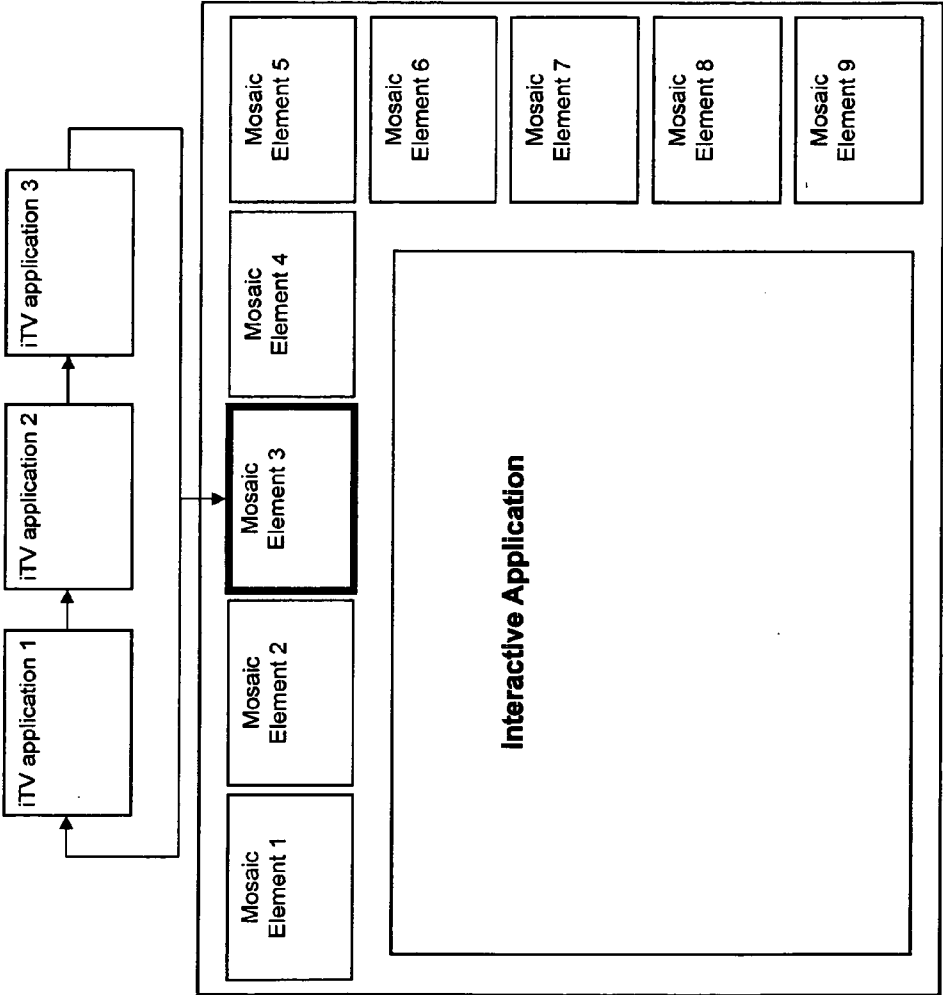 iTV application 1
iTV application 2
iTV application 3
Mosaic
Element 1
Mosaic
Element 2
Mosaic
Element 3
Mosaic
Element 4
Mosaic
Element 5
Mosaic
Element 6
Mosaic
Element 7
Mosaic
Element 8
Mosaic
Element 9
Interactive Application